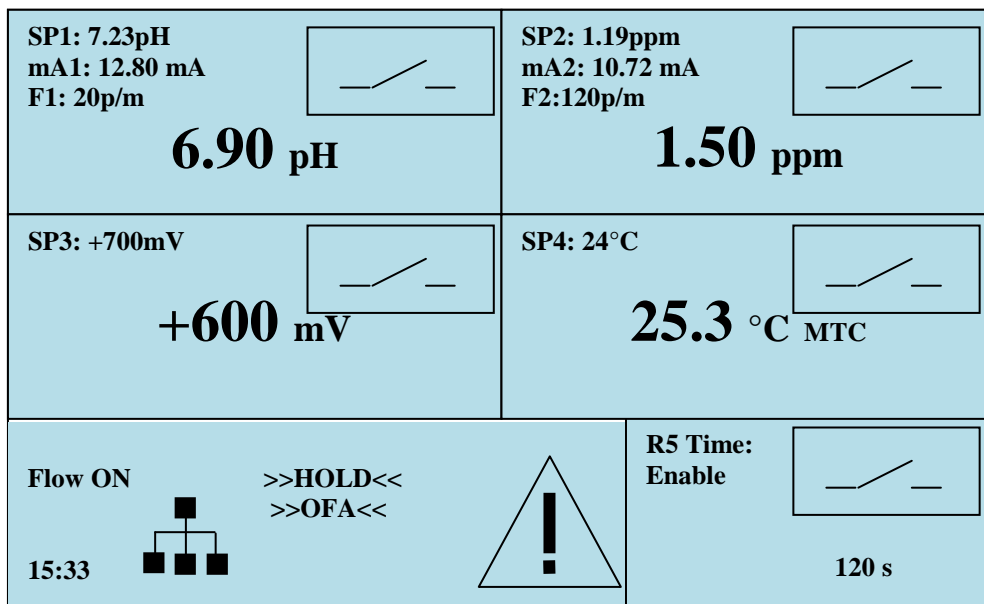 SP1: 7.23pH
mA1: 12.80 mA
F1: 20p/m
6.90 pH
SP2: 1.19ppm
mA2: 10.72 mA
F2:120p/m
1.50 ppm
SP3: +700mV
+600 mV
SP4: 24°C
25.3 °C MTC
Flow ON
>>HOLD<<
>>OFA<<
15:33
!
R5 Time:
Enable
120 s